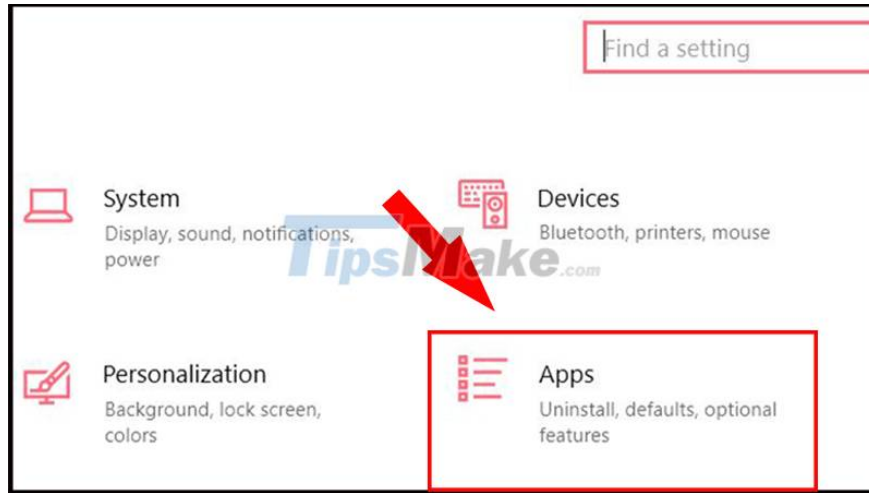 Find a setting
System
Display, sound, notifications,
power
Devices
Bluetooth, printers, mouse
TipsMake.com
Personalization
Background, lock screen,
colors
Apps
Uninstall, defaults, optional
features